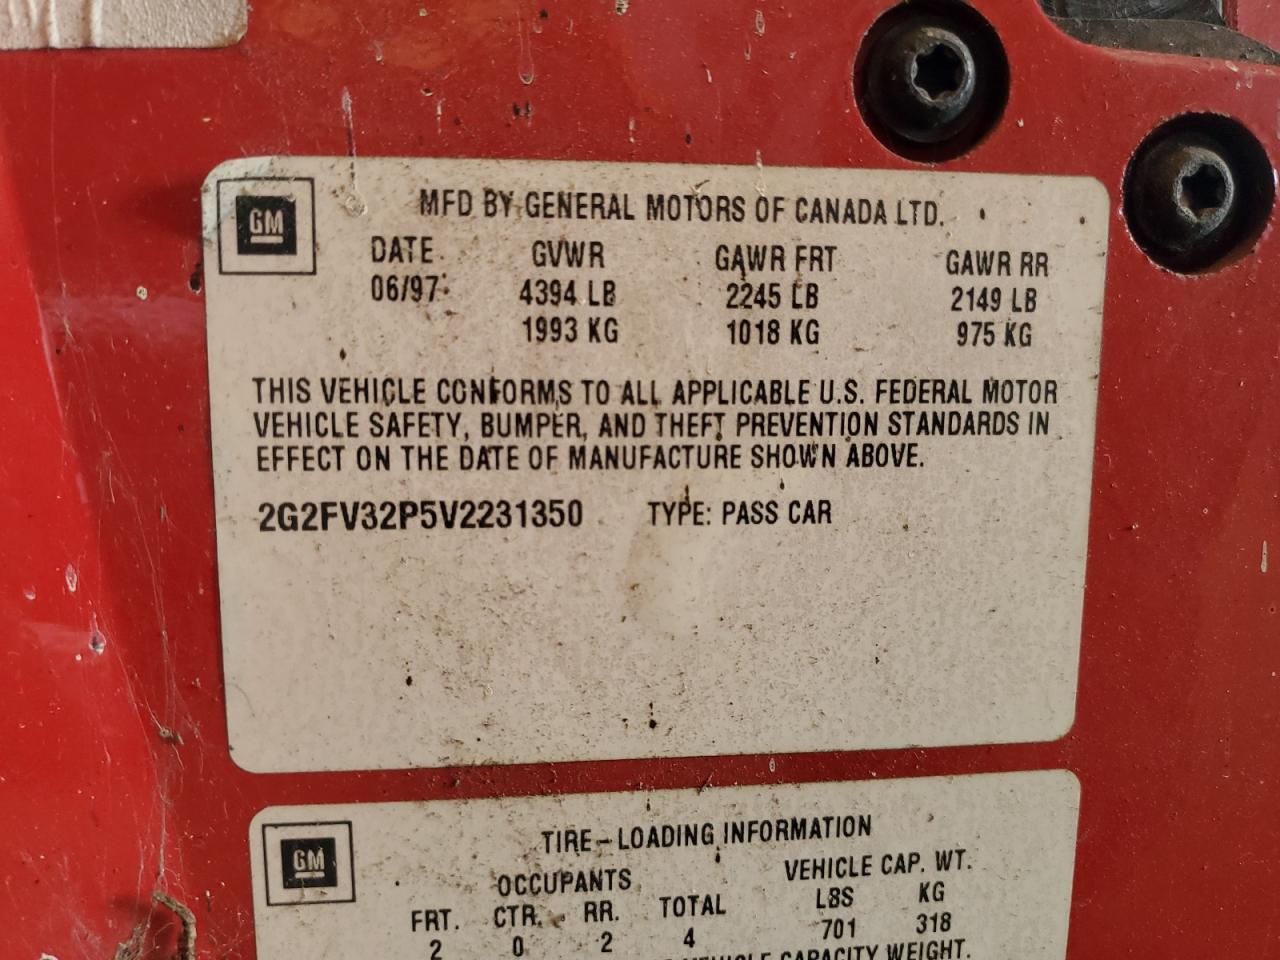 GM
MFD BY GENERAL MOTORS OF CANADA LTD.
DATE GVWR GAWR FRT GAWR RR
06/97 4394 LB 2245 LB 2149 LB
1993 KG 1018 KG 975 KG
THIS VEHICLE CONFORMS TO ALL APPLICABLE U.S. FEDERAL MOTOR
VEHICLE SAFETY, BUMPER, AND THEFT PREVENTION STANDARDS IN
EFFECT ON THE DATE OF MANUFACTURE SHOWN ABOVE.
2G2FV32P5V2231350 TYPE: PASS CAR
GM
TIRE-LOADING INFORMATION
OCCUPANTS VEHICLE CAP. WT.
FRT. CTR. RR. TOTAL LBS KG
2 0 2 4 701 318
VEHICLE CAPACITY WEIGHT.